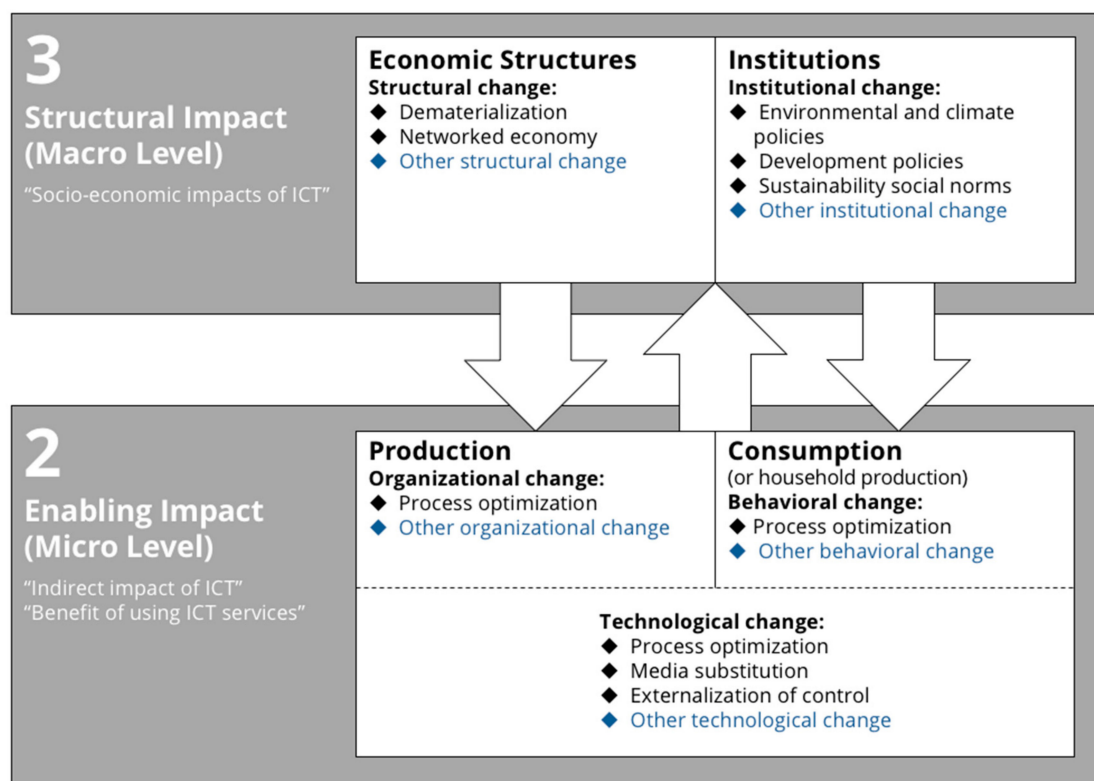 3
Structural Impact
(Macro Level)
“Socio-economic impacts of ICT”
Economic Structures
Structural change:
◆ Dematerialization
◆ Networked economy
◆ Other structural change
Institutions
Institutional change:
◆ Environmental and climate
policies
◆ Development policies
◆ Sustainability social norms
◆ Other institutional change
2
Enabling Impact
(Micro Level)
“Indirect impact of ICT”
“Benefit of using ICT services”
Production
Organizational change:
◆ Process optimization
◆ Other organizational change
Consumption
(or household production)
Behavioral change:
◆ Process optimization
◆ Other behavioral change
Technological change:
◆ Process optimization
◆ Media substitution
◆ Externalization of control
◆ Other technological change